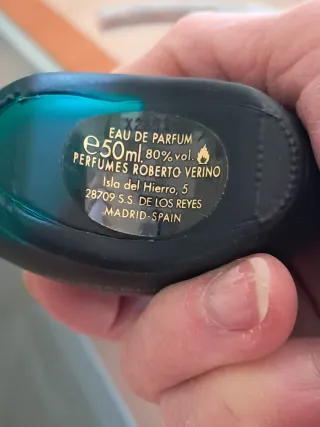 EAU DE PARFUM
℮50ml. 80% vol.
PERFUMES ROBERTO VERINO
Isla del Hierro, 5
28709 S.S. DE LOS REYES
MADRID-SPAIN